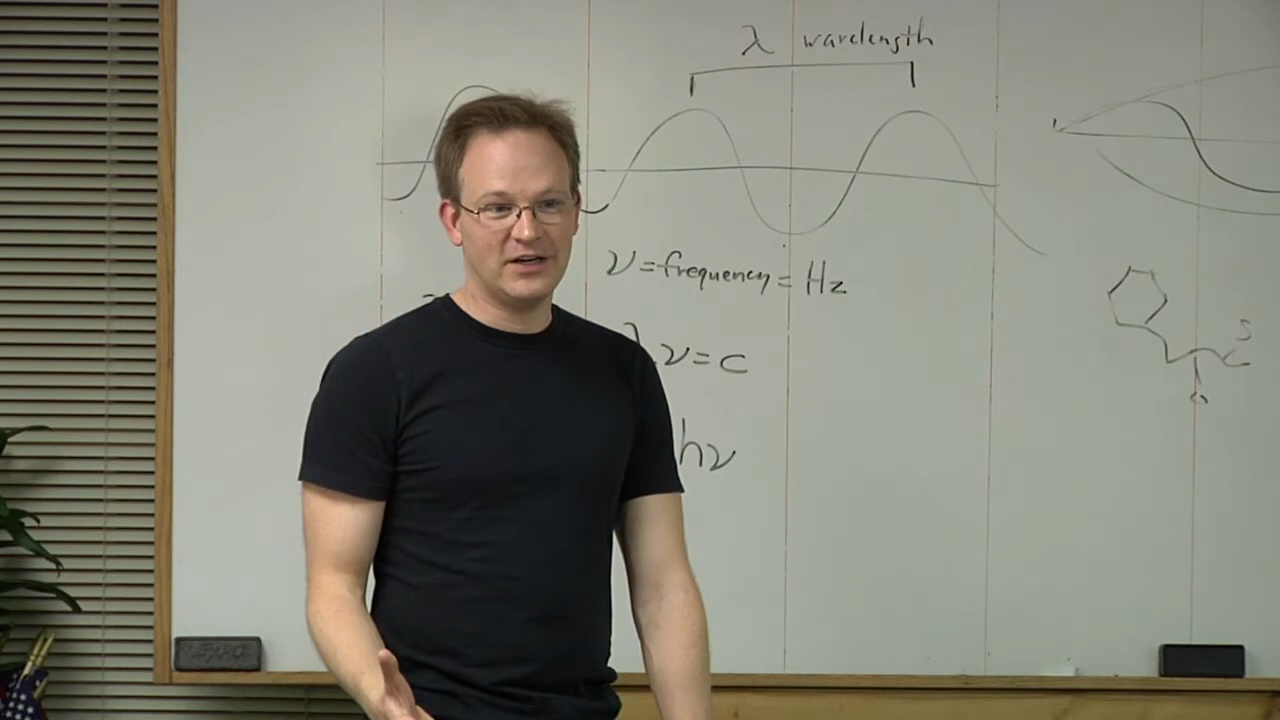 λ wavelength
ν = frequency = Hz
λν = c
hν
S